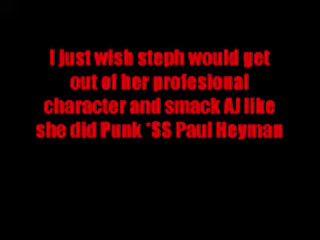 I just wish steph would get
out of her profesional
character and smack AJ like
she did Punk *SS Paul Heyman